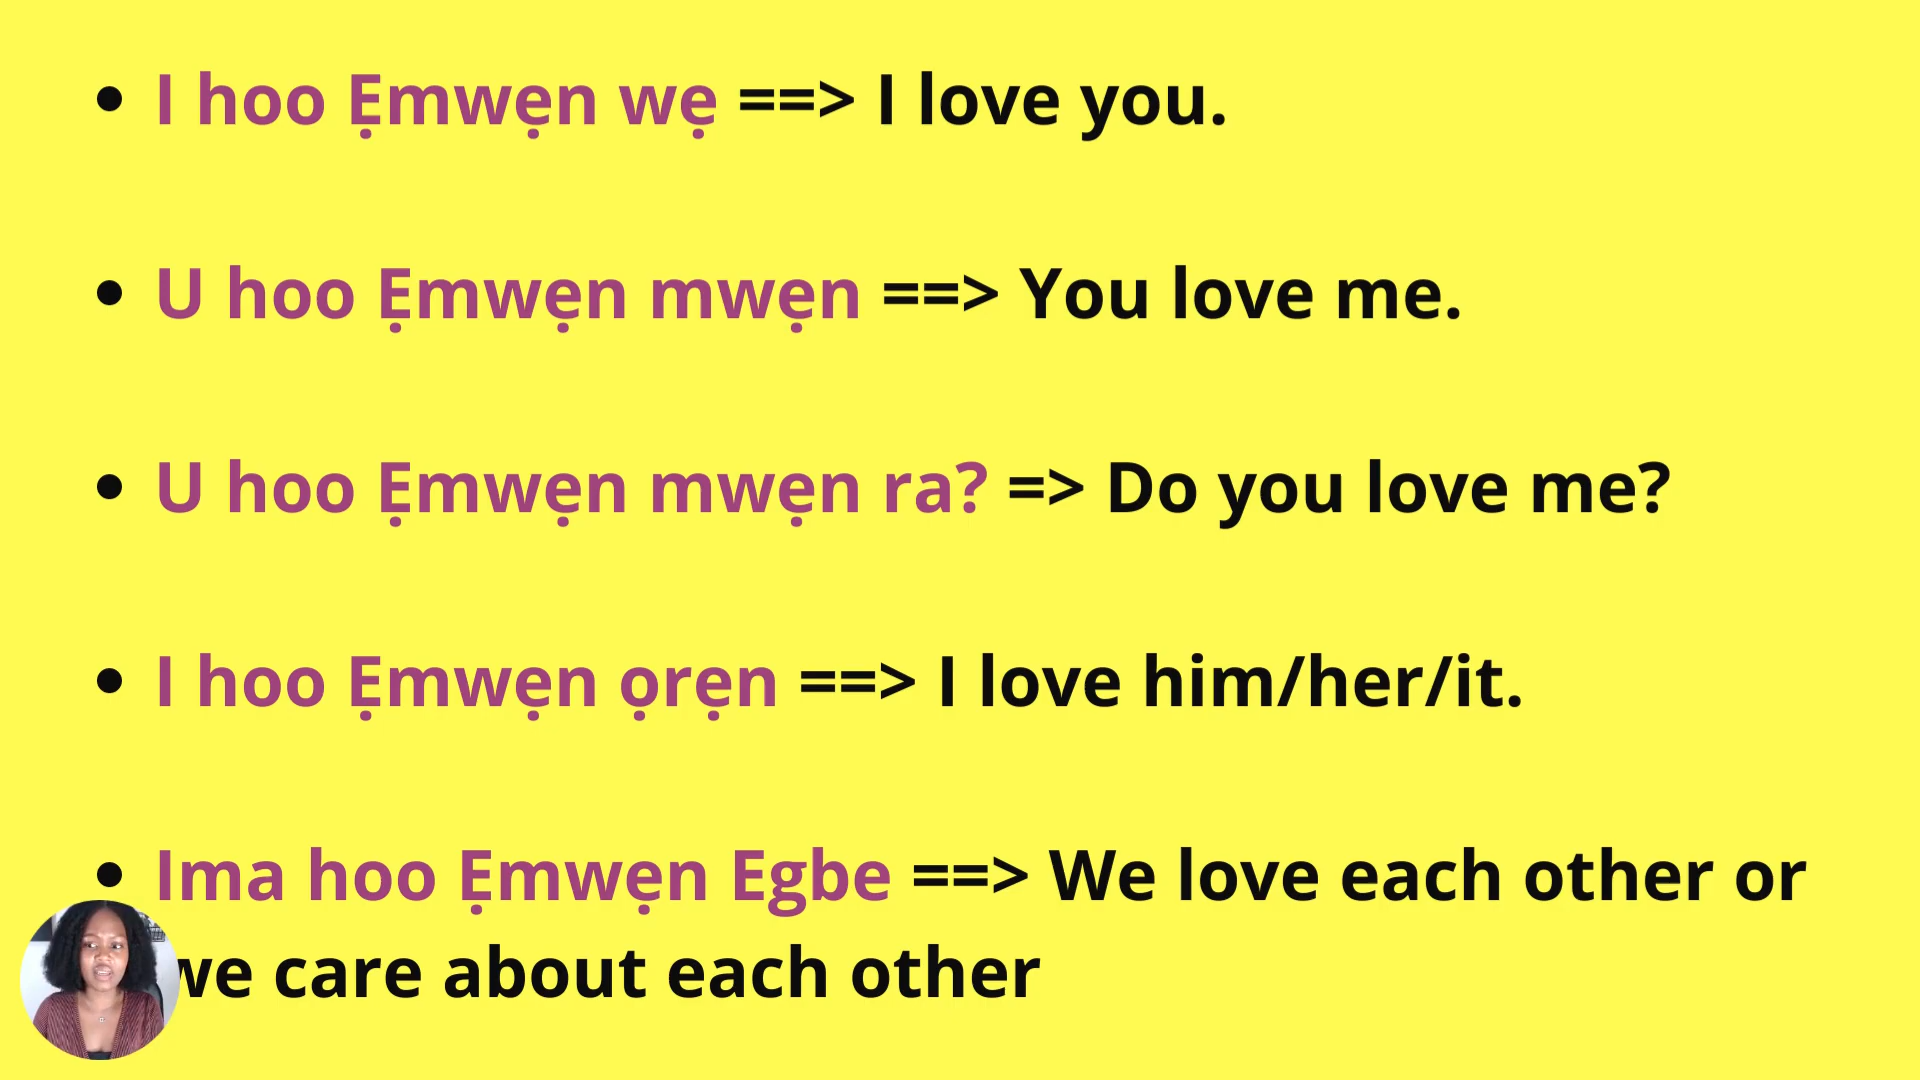 • I hoo Ẹmwẹn wẹ ==> I love you.
• U hoo Ẹmwẹn mwẹn ==> You love me.
• U hoo Ẹmwẹn mwẹn ra? => Do you love me?
• I hoo Ẹmwẹn ọrẹn ==> I love him/her/it.
• Ima hoo Ẹmwẹn Egbe ==> We love each other or
we care about each other